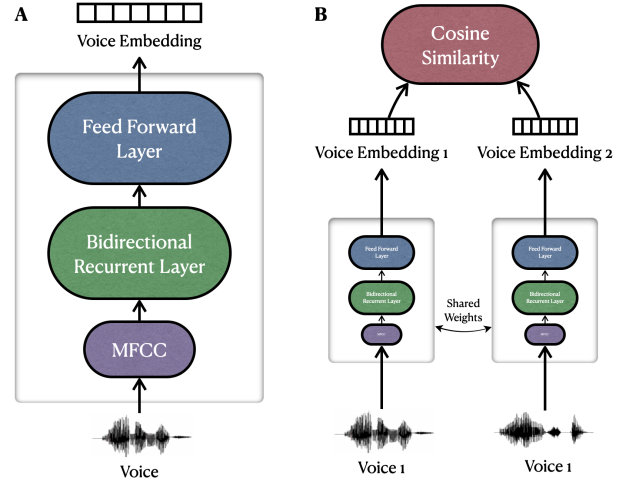 A
Voice Embedding
Feed Forward
Layer
Bidirectional
Recurrent Layer
MFCC
Voice
B
Cosine
Similarity
Voice Embedding 1
Voice Embedding 2
Feed Forward
Layer
Bidirectional
Recurrent Layer
Shared
Weights
Feed Forward
Layer
Bidirectional
Recurrent Layer
Voice 1
Voice 1